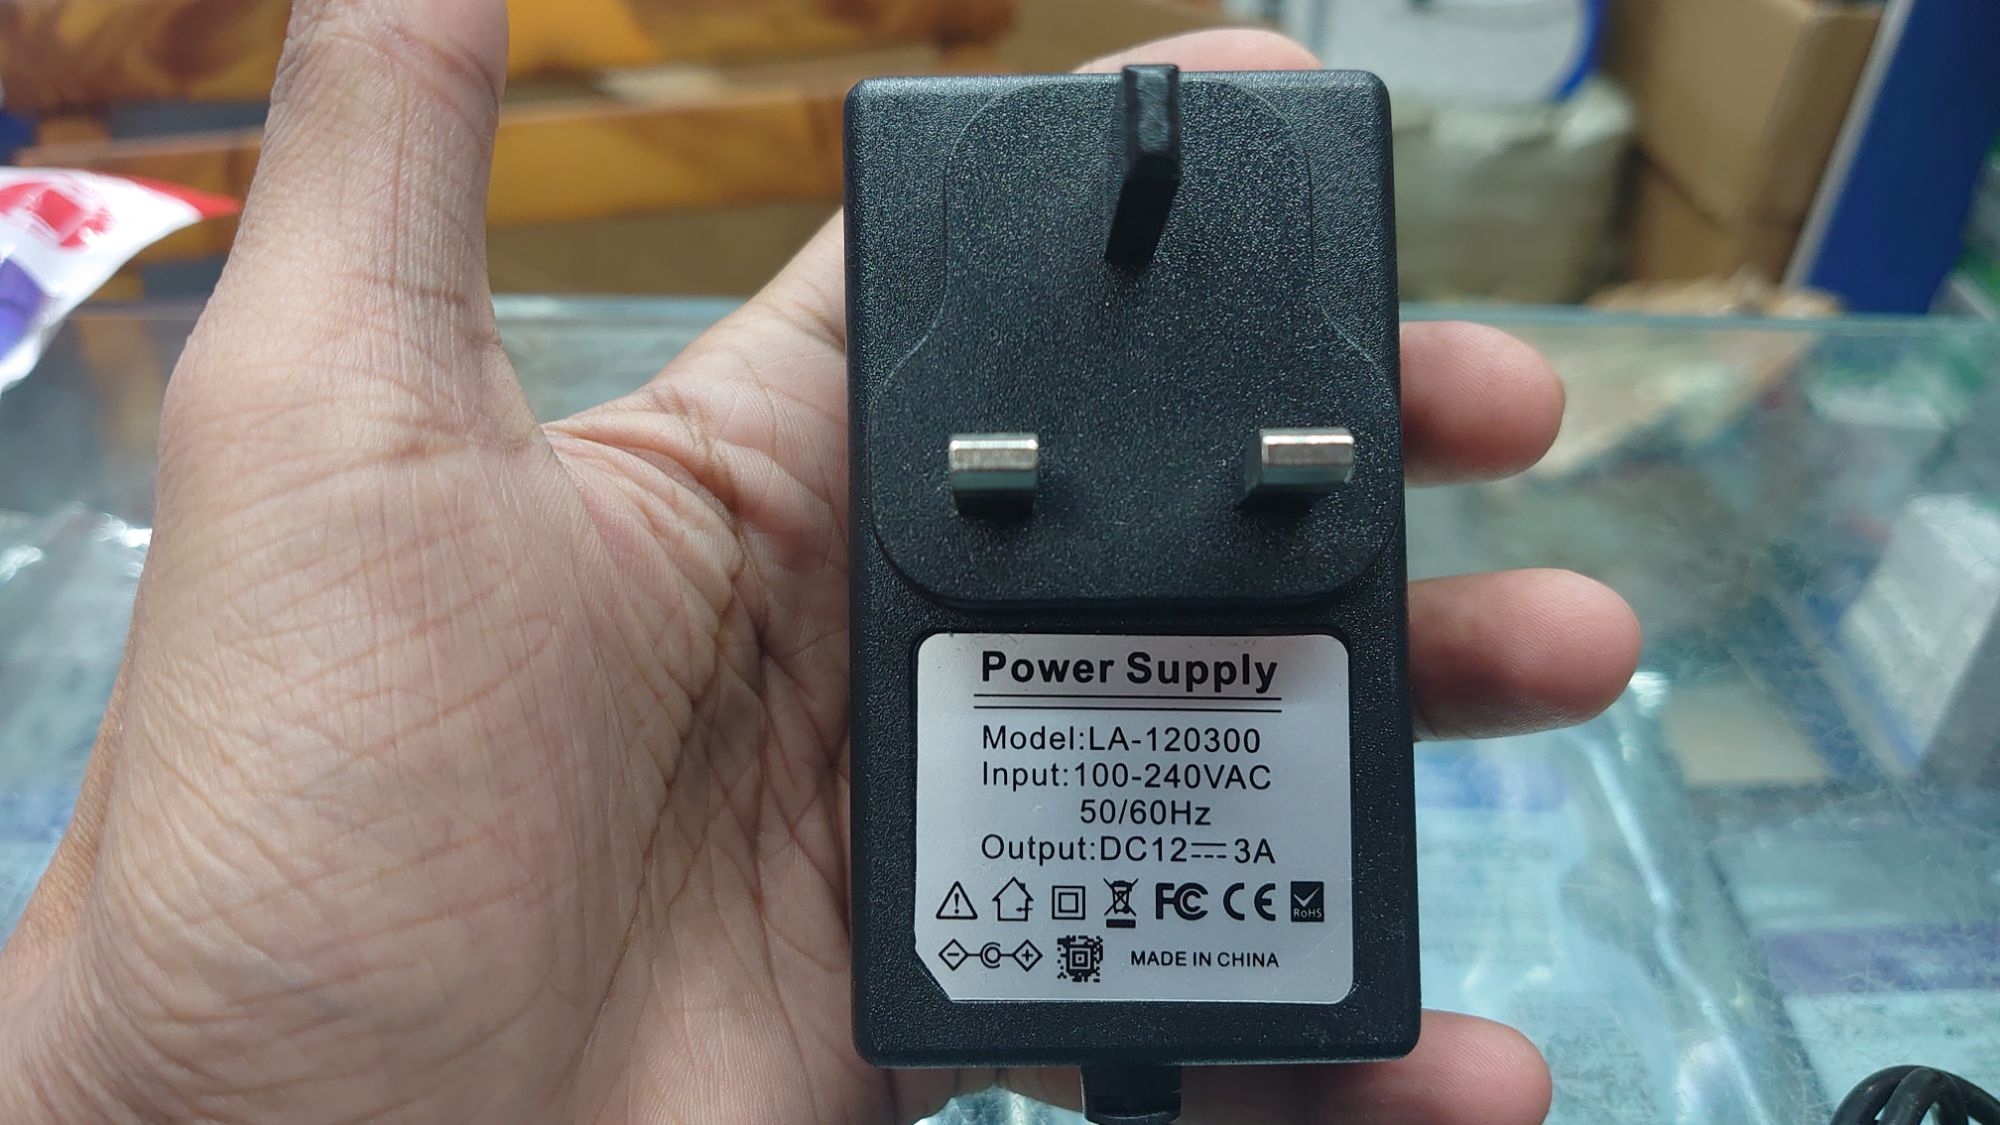 Power Supply
Model:LA-120300
Input:100-240VAC
50/60Hz
Output:DC12⎓3A
FC CE RoHS
MADE IN CHINA